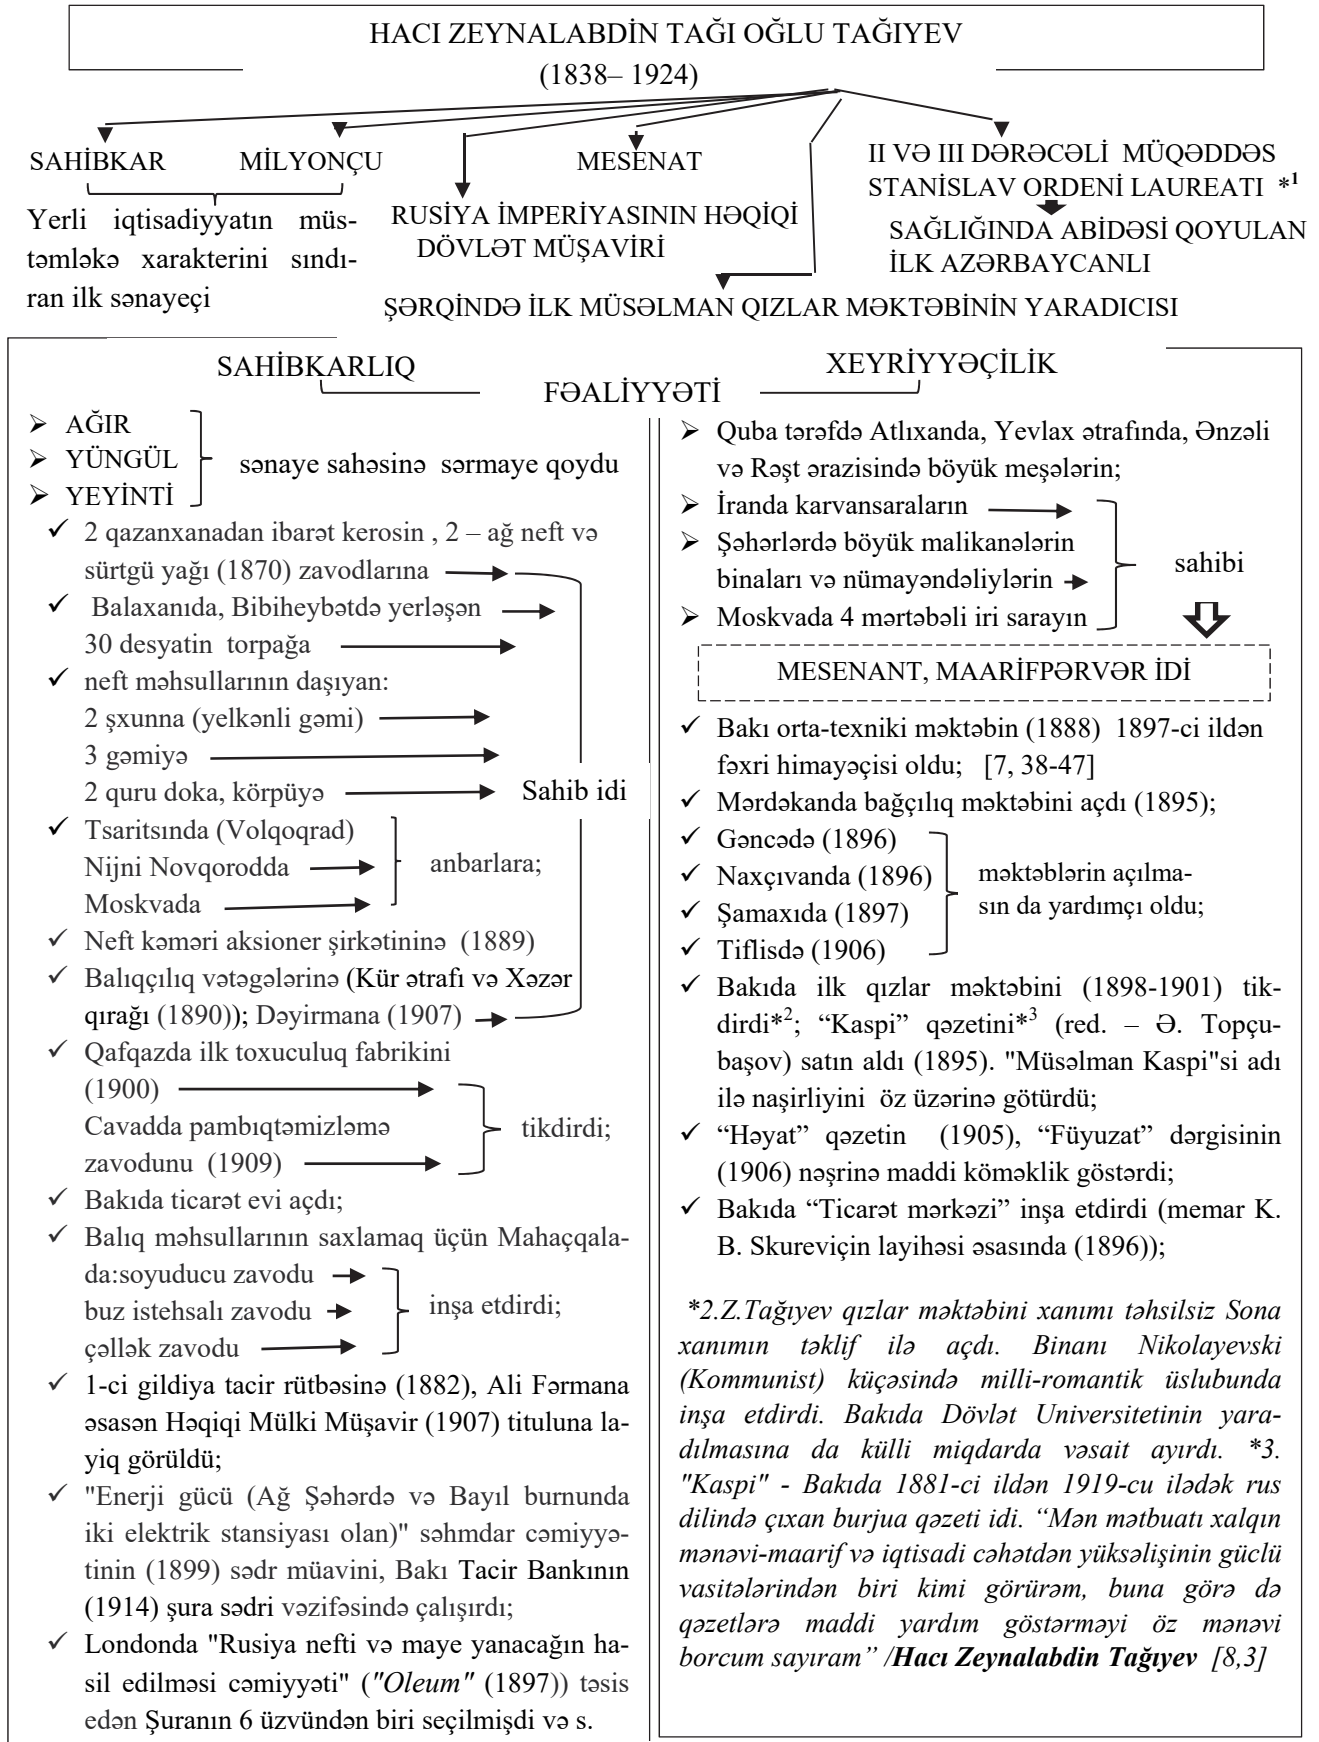 HACI ZEYNALABDİN TAĞI OĞLU TAĞIYEV
(1838– 1924)
SAHİBKAR
MİLYONÇU
MESENAT
II VƏ III DƏRƏCƏLİ MÜQƏDDƏS
STANİSLAV ORDENİ LAUREATI *1
Yerli iqtisadiyyatın müs-
təmləkə xarakterini sındı-
ran ilk sənayeçi
RUSİYA İMPERİYASININ HƏQİQİ
DÖVLƏT MÜŞAVİRİ
SAĞLIĞINDA ABİDƏSİ QOYULAN
İLK AZƏRBAYCANLI
ŞƏRQİNDƏ İLK MÜSƏLMAN QIZLAR MƏKTƏBİNİN YARADICISI
SAHİBKARLIQ
XEYRİYYƏÇİLİK
FƏALİYYƏTİ
➢ AĞIR
➢ YÜNGÜL
➢ YEYİNTİ
sənaye sahəsinə sərmaye qoydu
✓ 2 qazanxanadan ibarət kerosin , 2 – ağ neft və
sürtgü yağı (1870) zavodlarına
✓ Balaxanıda, Bibiheybətdə yerləşən
30 desyatin torpağa
✓ neft məhsullarının daşıyan:
2 şxunna (yelkənli gəmi)
3 gəmiyə
2 quru doka, körpüyə
Sahib idi
✓ Tsaritsında (Volqoqrad)
Nijni Novqorodda
Moskvada
anbarlara;
✓ Neft kəməri aksioner şirkətininə (1889)
✓ Balıqçılıq vətəgələrinə (Kür ətrafı və Xəzər
qırağı (1890)); Dəyirmana (1907)
✓ Qafqazda ilk toxuculuq fabrikini
(1900)
Cavadda pambıqtəmizləmə
zavodunu (1909)
tikdirdi;
✓ Bakıda ticarət evi açdı;
✓ Balıq məhsullarının saxlamaq üçün Mahaçqala-
da:soyuducu zavodu
buz istehsalı zavodu
çəllək zavodu
inşa etdirdi;
✓ 1-ci gildiya tacir rütbəsinə (1882), Ali Fərmana
əsasən Həqiqi Mülki Müşavir (1907) tituluna la-
yiq görüldü;
✓ "Enerji gücü (Ağ Şəhərdə və Bayıl burnunda
iki elektrik stansiyası olan)" səhmdar cəmiyyə-
tinin (1899) sədr müavini, Bakı Tacir Bankının
(1914) şura sədri vəzifəsində çalışırdı;
✓ Londonda "Rusiya nefti və maye yanacağın ha-
sil edilməsi cəmiyyəti" ("Oleum" (1897)) təsis
edən Şuranın 6 üzvündən biri seçilmişdi və s.
➢ Quba tərəfdə Atlıxanda, Yevlax ətrafında, Ənzəli
və Rəşt ərazisində böyük meşələrin;
➢ İranda karvansaraların
➢ Şəhərlərdə böyük malikanələrin
binaları və nümayəndəliylərin
➢ Moskvada 4 mərtəbəli iri sarayın
sahibi
MESENANT, MAARİFPƏRVƏR İDİ
✓ Bakı orta-texniki məktəbin (1888) 1897-ci ildən
fəxri himayəçisi oldu; [7, 38-47]
✓ Mərdəkanda bağçılıq məktəbini açdı (1895);
✓ Gəncədə (1896)
✓ Naxçıvanda (1896)
✓ Şamaxıda (1897)
✓ Tiflisdə (1906)
məktəblərin açılma-
sın da yardımçı oldu;
✓ Bakıda ilk qızlar məktəbini (1898-1901) tik-
dirdi*2; “Kaspi” qəzetini*3 (red. – Ə. Topçu-
başov) satın aldı (1895). "Müsəlman Kaspi"si adı
ilə naşirliyini öz üzərinə götürdü;
✓ “Həyat” qəzetin (1905), “Füyuzat” dərgisinin
(1906) nəşrinə maddi köməklik göstərdi;
✓ Bakıda “Ticarət mərkəzi” inşa etdirdi (memar K.
B. Skureviçin layihəsi əsasında (1896));
*2.Z.Tağıyev qızlar məktəbini xanımı təhsilsiz Sona
xanımın təklif ilə açdı. Binanı Nikolayevski
(Kommunist) küçəsində milli-romantik üslubunda
inşa etdirdi. Bakıda Dövlət Universitetinin yara-
dılmasına da külli miqdarda vəsait ayırdı. *3.
"Kaspi" - Bakıda 1881-ci ildən 1919-cu ilədək rus
dilində çıxan burjua qəzeti idi. “Mən mətbuatı xalqın
mənəvi-maarif və iqtisadi cəhətdən yüksəlişinin güclü
vasitələrindən biri kimi görürəm, buna görə də
qəzetlərə maddi yardım göstərməyi öz mənəvi
borcum sayıram” /Hacı Zeynalabdin Tağıyev [8,3]